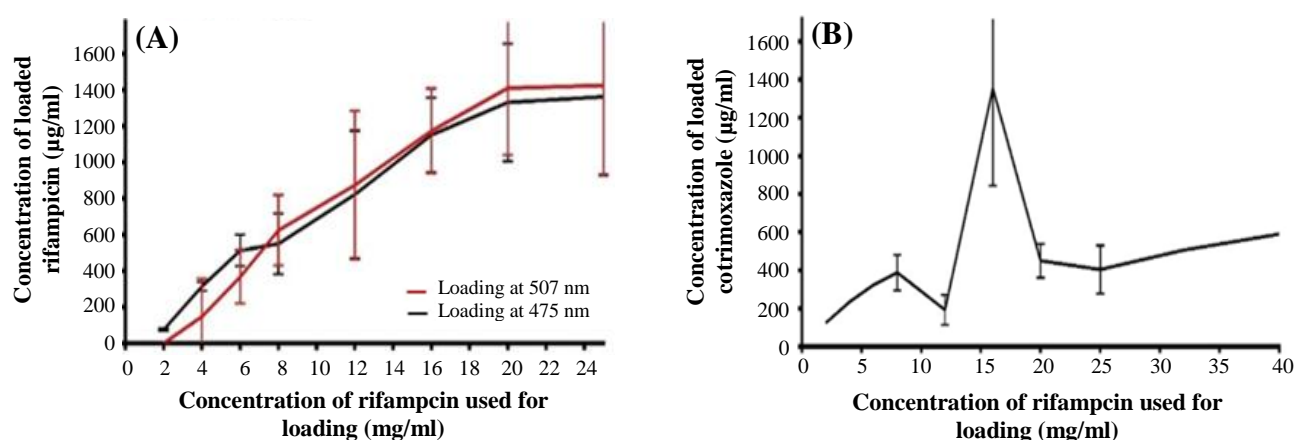 (A)
Concentration of loaded
rifampicin (µg/ml)
1600
1400
1200
1000
800
600
400
200
0
Loading at 507 nm
Loading at 475 nm
0 2 4 6 8 10 12 14 16 18 20 22 24
Concentration of rifampcin used for
loading (mg/ml)
(B)
Concentration of loaded
cotrimoxazole (µg/ml)
1600
1400
1200
1000
800
600
400
200
0
0 5 10 15 20 25 30 35 40
Concentration of rifampcin used for
loading (mg/ml)